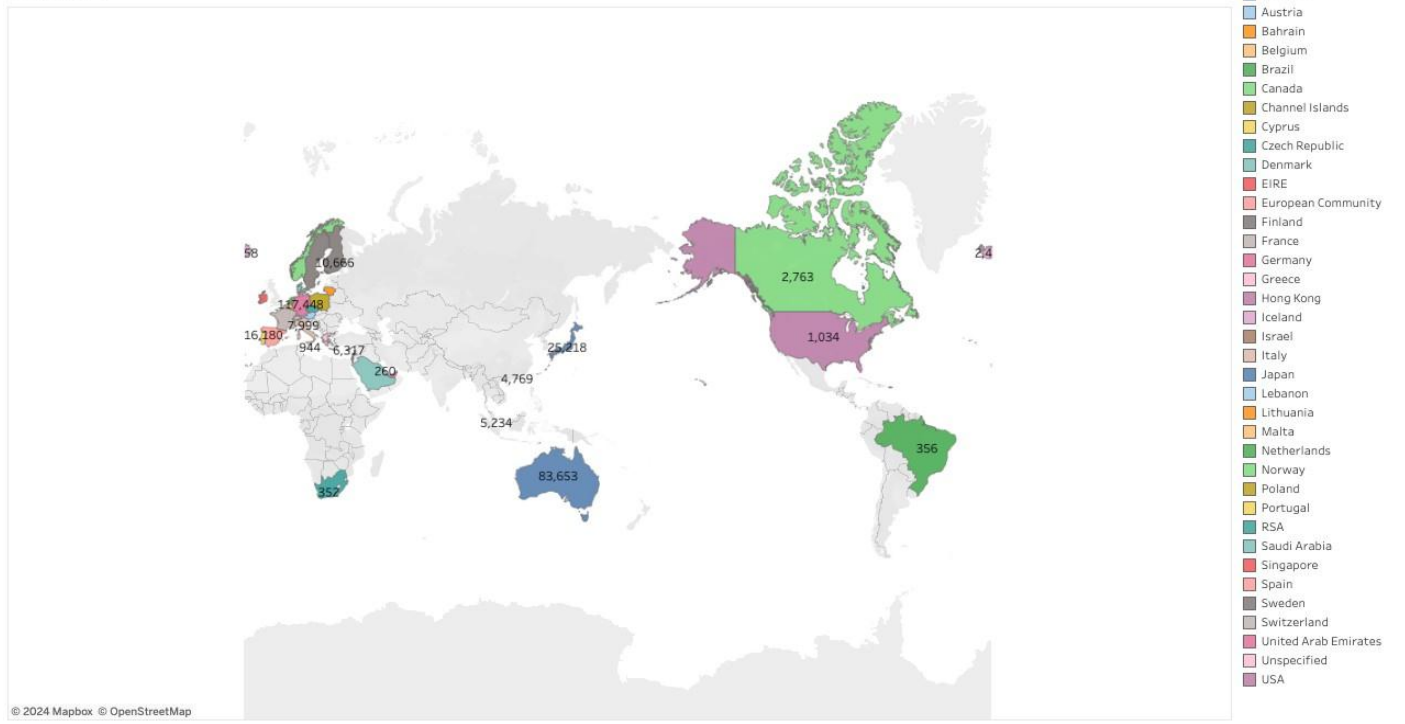 58
10,666
117,448
7,999
16,180
944
6,317
260
25,218
4,769
5,234
83,653
352
2,763
1,034
356
2,4
Austria
Bahrain
Belgium
Brazil
Canada
Channel Islands
Cyprus
Czech Republic
Denmark
EIRE
European Community
Finland
France
Germany
Greece
Hong Kong
Iceland
Israel
Italy
Japan
Lebanon
Lithuania
Malta
Netherlands
Norway
Poland
Portugal
RSA
Saudi Arabia
Singapore
Spain
Sweden
Switzerland
United Arab Emirates
Unspecified
USA
© 2024 Mapbox © OpenStreetMap